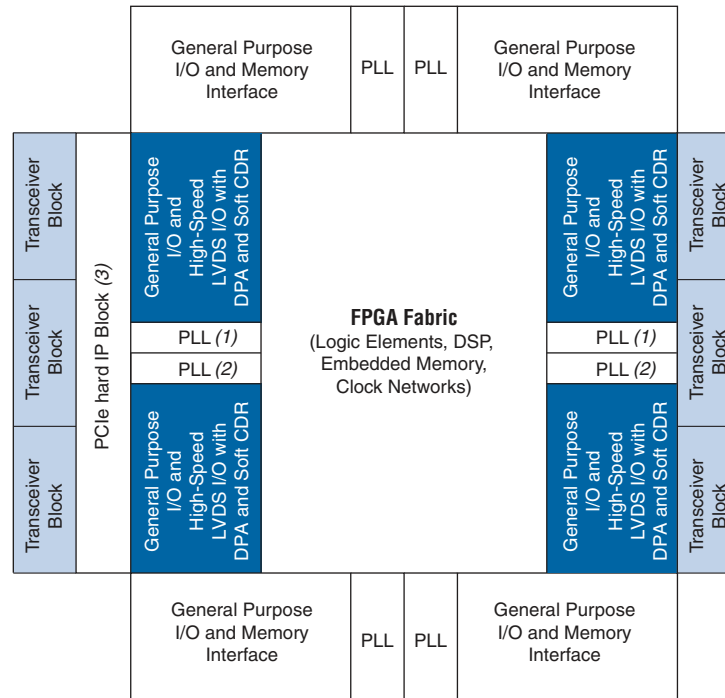 General Purpose
I/O and Memory
Interface
PLL
PLL
General Purpose
I/O and Memory
Interface
Transceiver
Block
Transceiver
Block
Transceiver
Block
PCIe hard IP Block (3)
General Purpose
I/O and
High-Speed
LVDS I/O with
DPA and Soft CDR
PLL (1)
PLL (2)
General Purpose
I/O and
High-Speed
LVDS I/O with
DPA and Soft CDR
FPGA Fabric
(Logic Elements, DSP,
Embedded Memory,
Clock Networks)
General Purpose
I/O and
High-Speed
LVDS I/O with
DPA and Soft CDR
PLL (1)
PLL (2)
General Purpose
I/O and
High-Speed
LVDS I/O with
DPA and Soft CDR
Transceiver
Block
Transceiver
Block
Transceiver
Block
General Purpose
I/O and Memory
Interface
PLL
PLL
General Purpose
I/O and Memory
Interface